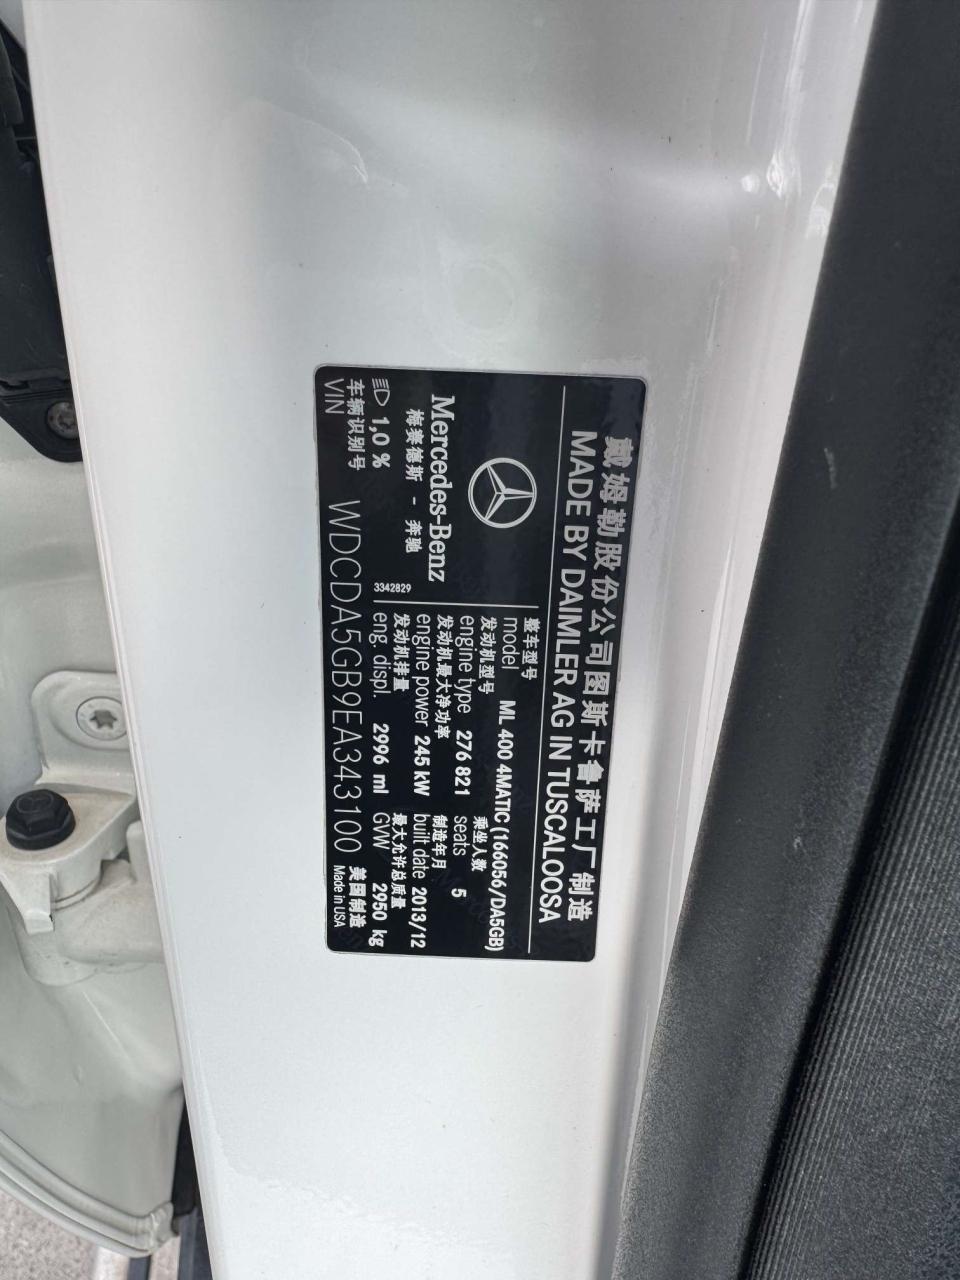 戴姆勒股份公司图斯卡鲁萨工厂制造
MADE BY DAIMLER AG IN TUSCALOOSA
Mercedes-Benz
梅赛德斯 - 奔驰
1,0 %
3342829
整车型号
model ML 400 4MATIC (166056/DA5GB)
发动机型号 乘坐人数
engine type 276 821 seats 5
发动机最大净功率 制造年月
engine power 245 kW built date 2013/12
发动机排量 最大允许总质量
eng. displ. 2996 ml GVW 2950 kg
车辆识别号 美国制造
VIN WDCDA5GB9EA343100 Made in USA